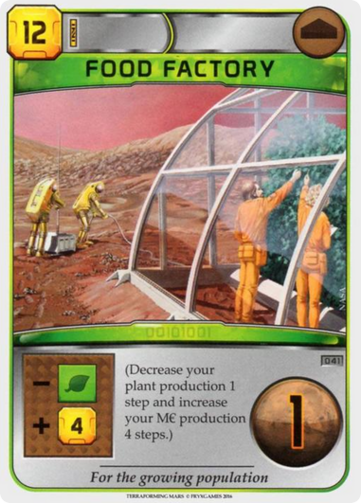 12
FOOD FACTORY
NASA
041
(Decrease your
plant production 1
step and increase
your M€ production
4 steps.)
-
+ 4
1
For the growing population
TERRAFORMING MARS © FRYXGAMES 2016